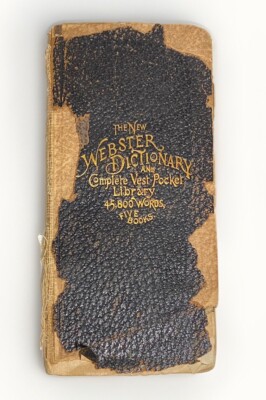 The New
Webster
Dictionary
and
Complete Vest-Pocket
Library
45,800 Words,
Five
Books.